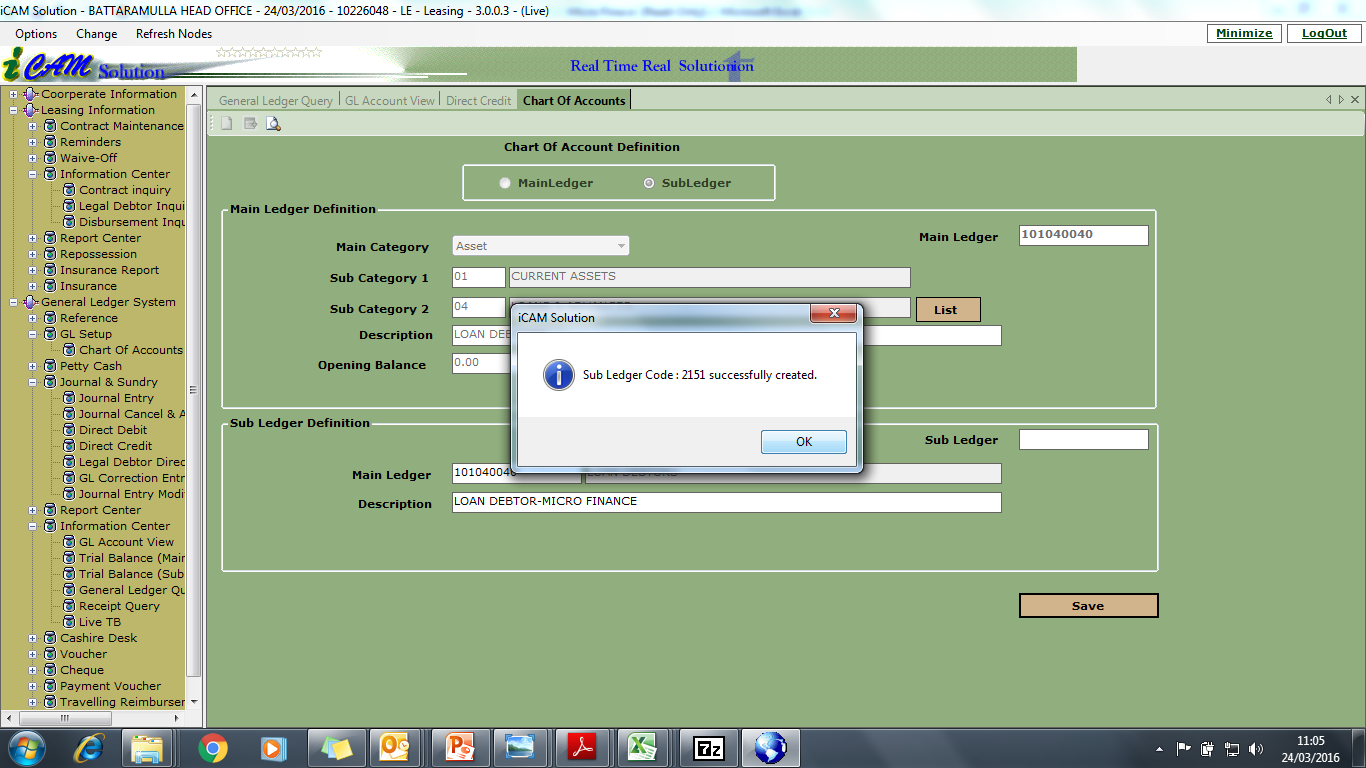 iCAM Solution - BATTARAMULLA HEAD OFFICE - 24/03/2016 - 10226048 - LE - Leasing - 3.0.0.3 - (Live)
Options Change Refresh Nodes Minimize LogOut
iCAM Solution Real Time Real Solutionion
General Ledger Query GL Account View Direct Credit Chart Of Accounts
Coorperate Information
Leasing Information
Contract Maintenance
Reminders
Waive-Off
Information Center
Contract inquiry
Legal Debtor Inqui
Disbursement Inqu
Report Center
Repossession
Insurance Report
Insurance
General Ledger System
Reference
GL Setup
Chart Of Accounts
Petty Cash
Journal & Sundry
Journal Entry
Journal Cancel & A
Direct Debit
Direct Credit
Legal Debtor Direc
GL Correction Entr
Journal Entry Modi
Report Center
Information Center
GL Account View
Trial Balance (Mair
Trial Balance (Sub
General Ledger Qu
Receipt Query
Live TB
Cashire Desk
Voucher
Cheque
Payment Voucher
Travelling Reimburser
Chart Of Account Definition
MainLedger SubLedger
Main Ledger Definition
Main Category Asset Main Ledger 101040040
Sub Category 1 01 CURRENT ASSETS
Sub Category 2 04 List
Description LOAN DEB
Opening Balance 0.00
iCAM Solution
Sub Ledger Code : 2151 successfully created.
OK
Sub Ledger Definition
Sub Ledger
Main Ledger 101040040
Description LOAN DEBTOR-MICRO FINANCE
Save
11:05
24/03/2016